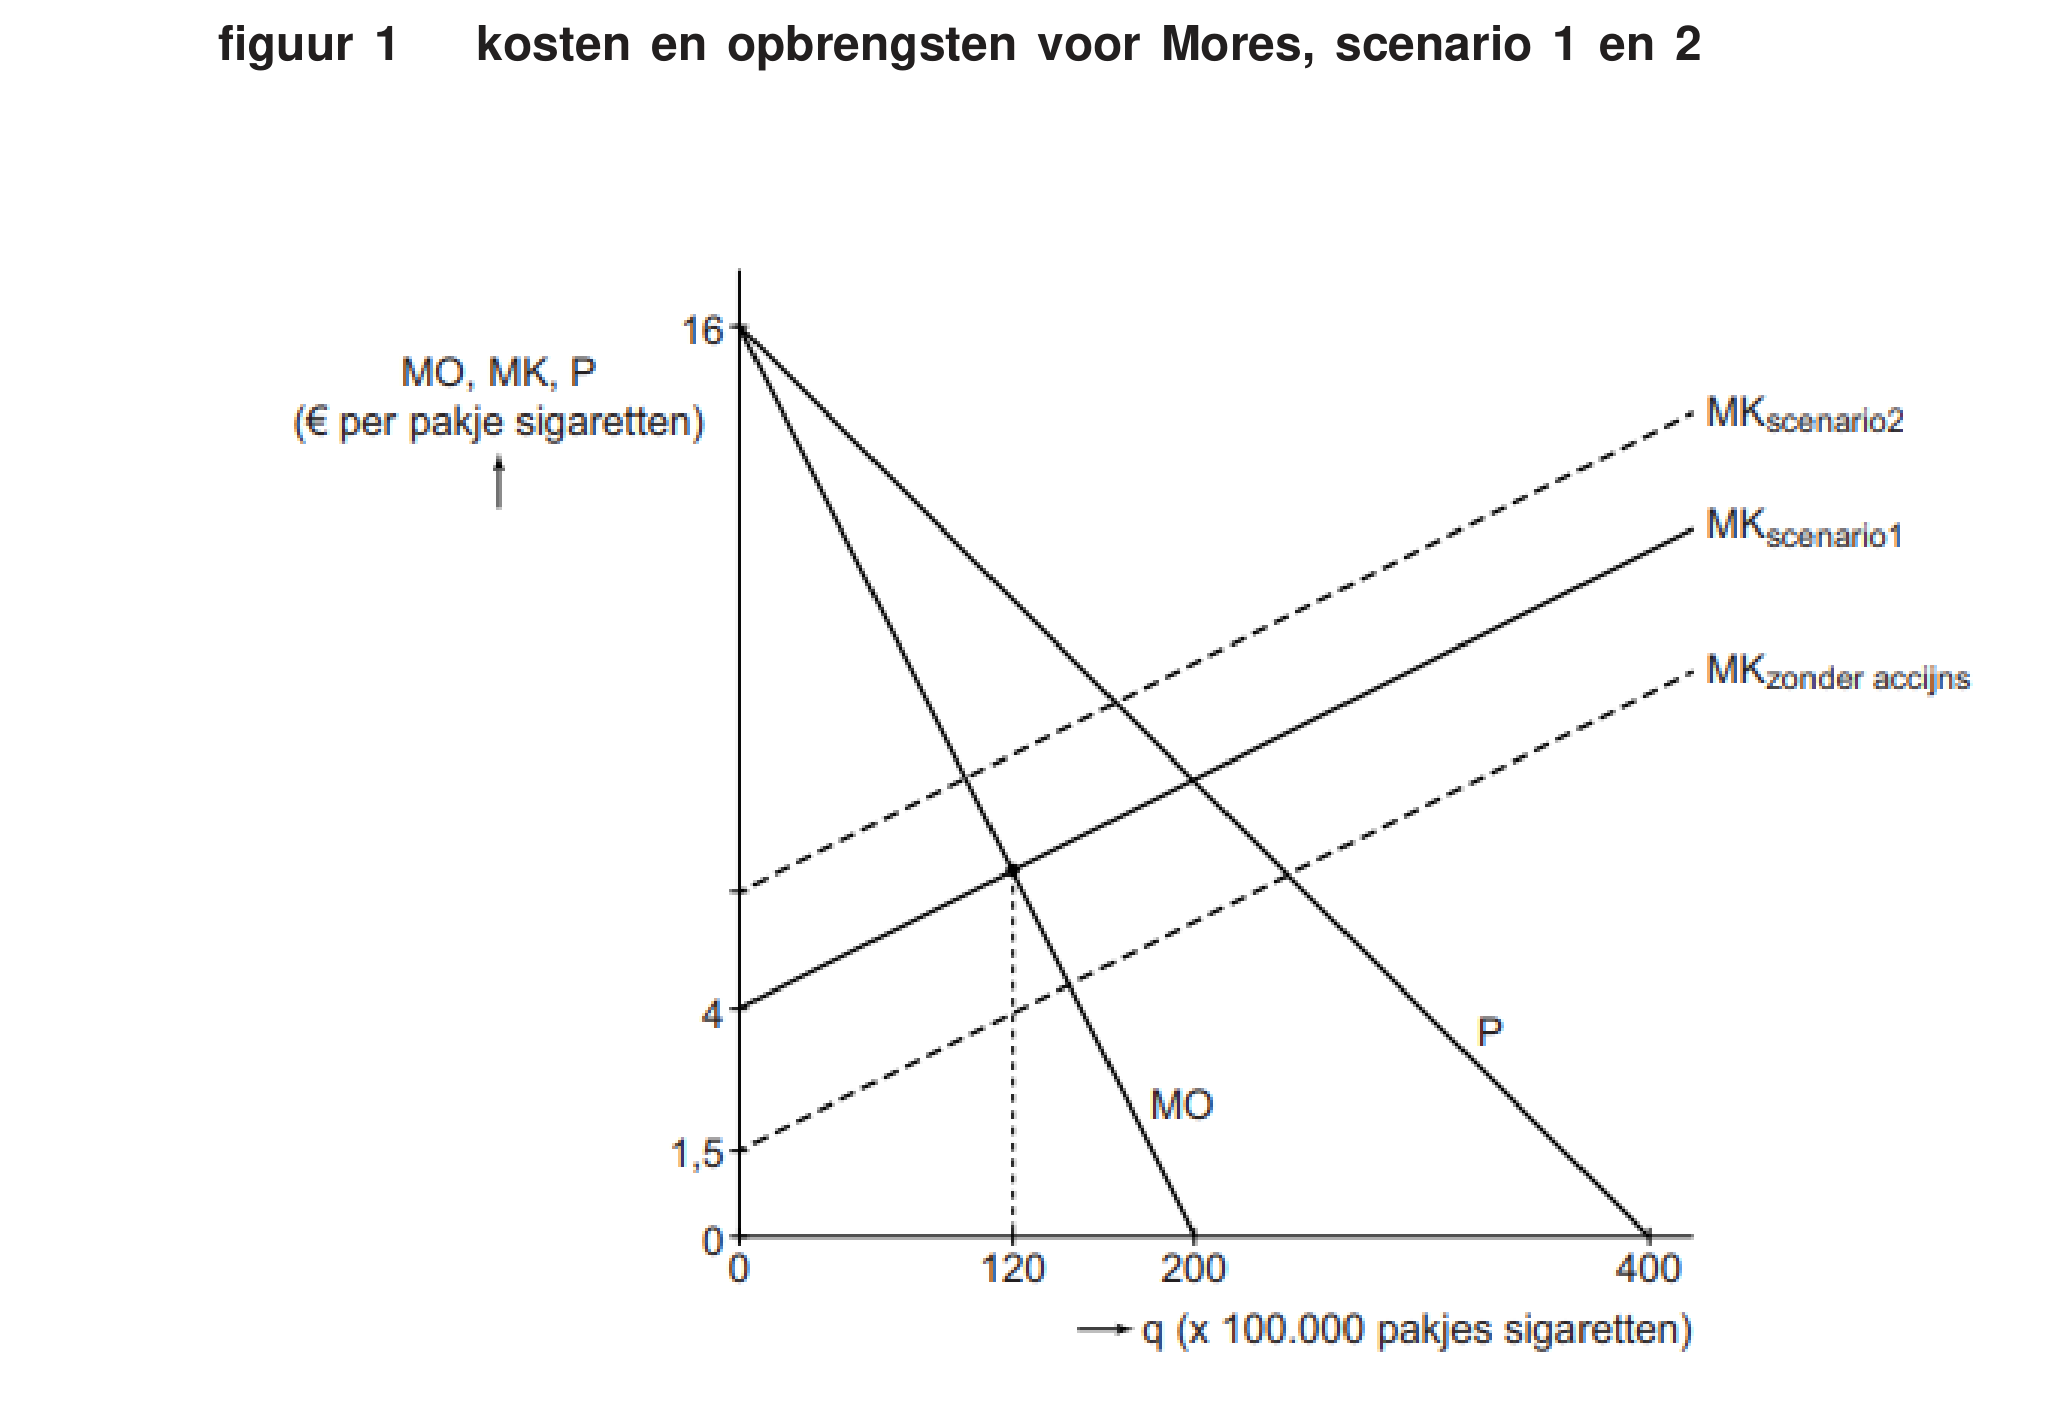 figuur 1 kosten en opbrengsten voor Mores, scenario 1 en 2
16
MO, MK, P
(€ per pakje sigaretten)
MKscenario2
MKscenario1
MKzonder accijns
4
P
MO
1,5
0
0 120 200 400
q (x 100.000 pakjes sigaretten)